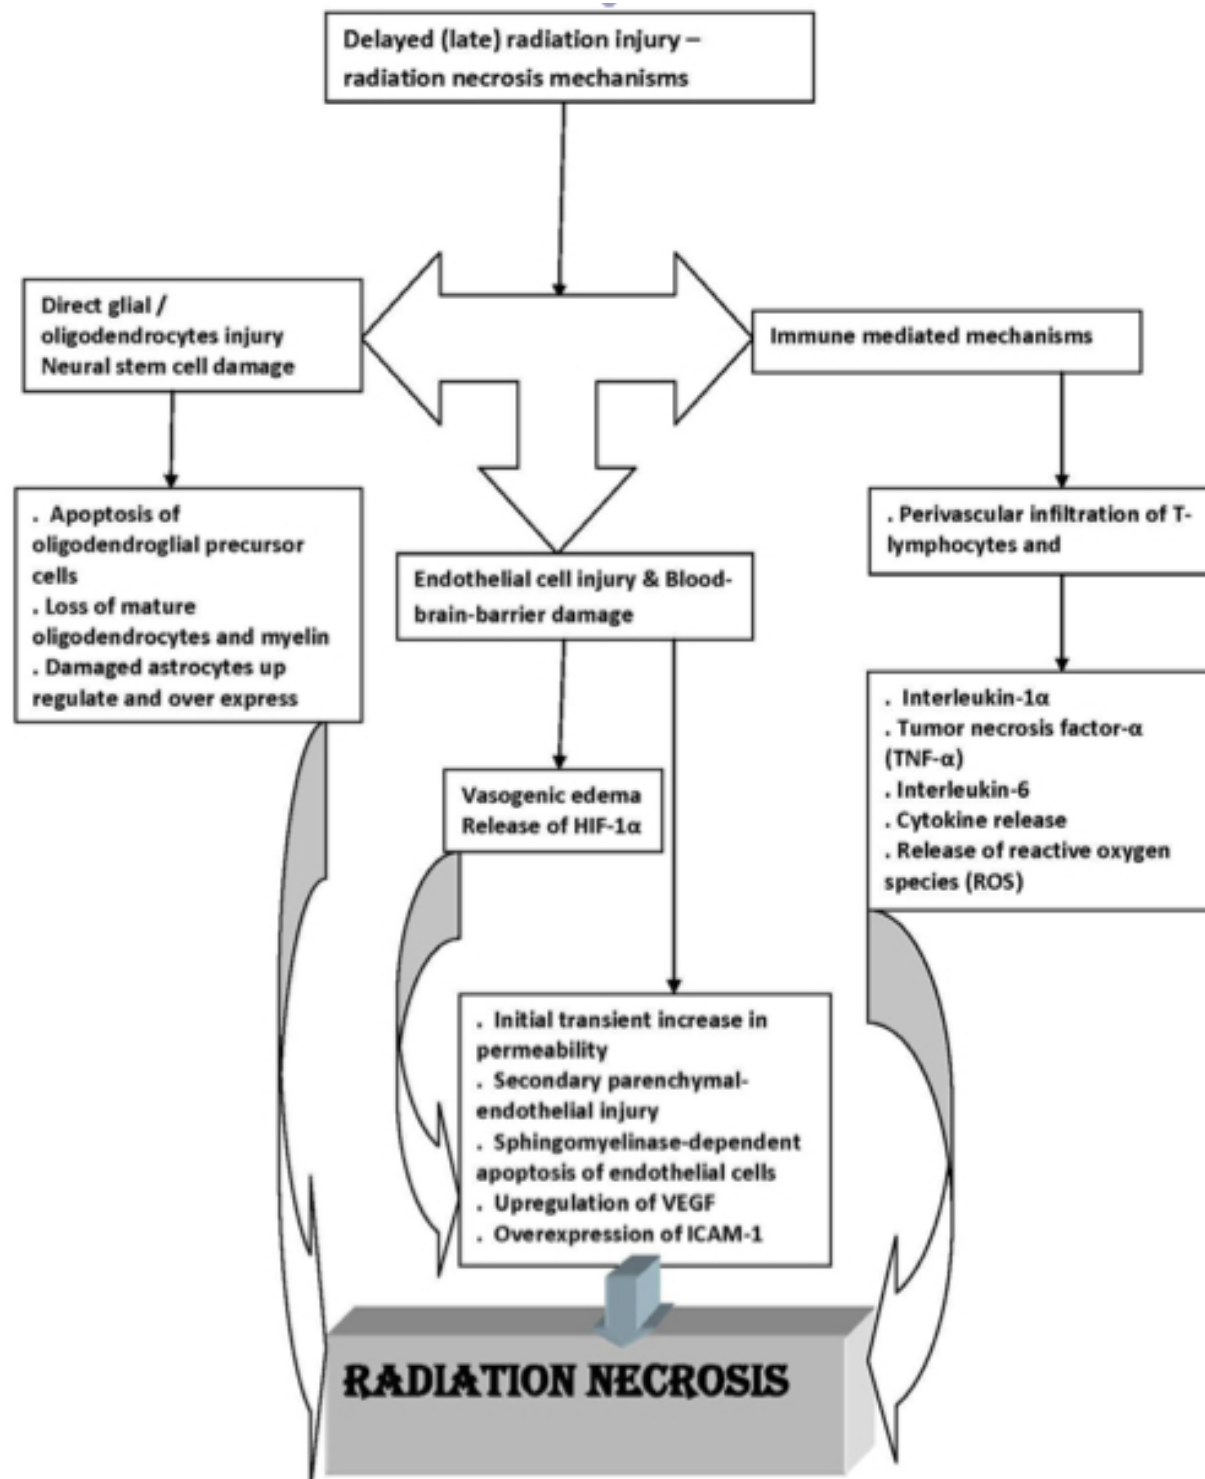 Delayed (late) radiation injury –
radiation necrosis mechanisms
Direct glial /
oligodendrocytes injury
Neural stem cell damage
Immune mediated mechanisms
. Apoptosis of
oligodendroglial precursor
cells
. Loss of mature
oligodendrocytes and myelin
. Damaged astrocytes up
regulate and over express
Endothelial cell injury & Blood-
brain-barrier damage
. Perivascular infiltration of T-
lymphocytes and
Vasogenic edema
Release of HIF-1α
. Interleukin-1α
. Tumor necrosis factor-α
(TNF-α)
. Interleukin-6
. Cytokine release
. Release of reactive oxygen
species (ROS)
. Initial transient increase in
permeability
. Secondary parenchymal-
endothelial injury
. Sphingomyelinase-dependent
apoptosis of endothelial cells
. Upregulation of VEGF
. Overexpression of ICAM-1
RADIATION NECROSIS